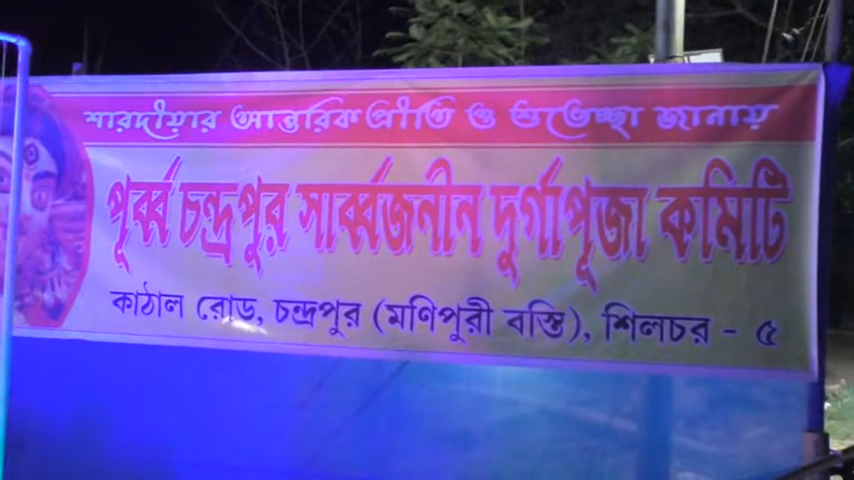 শারদীয়ার আন্তরিক প্রীতি ও শুভেচ্ছা জানায়
পূর্ব্ব চন্দ্রপুর সার্ব্বজনীন দুর্গাপূজা কমিটি
কাঠাল রোড, চন্দ্রপুর (মণিপুরী বস্তি), শিলচর - ৫